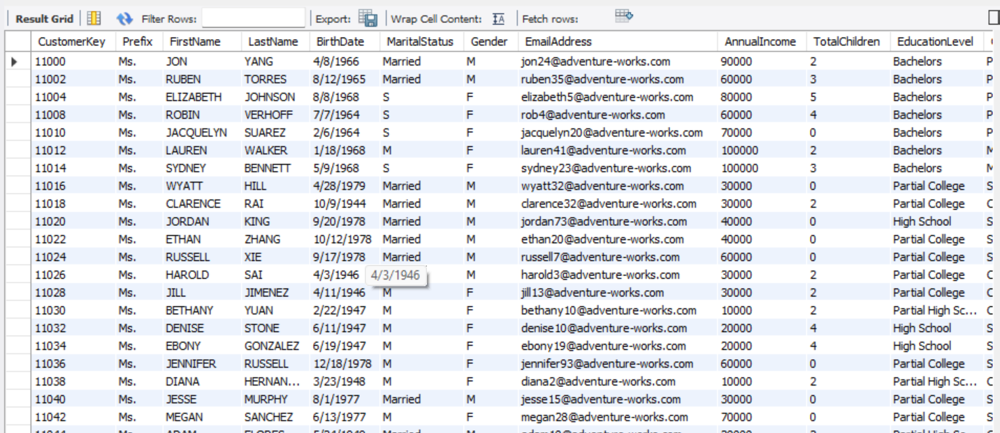 Result Grid Filter Rows: Export: Wrap Cell Content: Fetch rows:
CustomerKey Prefix FirstName LastName BirthDate MaritalStatus Gender EmailAddress AnnualIncome TotalChildren EducationLevel
11000 Ms. JON YANG 4/8/1966 Married M jon24@adventure-works.com 90000 2 Bachelors P
11002 Ms. RUBEN TORRES 8/12/1965 Married M ruben35@adventure-works.com 60000 3 Bachelors P
11004 Ms. ELIZABETH JOHNSON 8/8/1968 S F elizabeth5@adventure-works.com 80000 5 Bachelors P
11008 Ms. ROBIN VERHOFF 7/7/1964 S F rob4@adventure-works.com 60000 4 Bachelors P
11010 Ms. JACQUELYN SUAREZ 2/6/1964 S F jacquelyn20@adventure-works.com 70000 0 Bachelors P
11012 Ms. LAUREN WALKER 1/18/1968 M F lauren41@adventure-works.com 100000 2 Bachelors M
11014 Ms. SYDNEY BENNETT 5/9/1968 S F sydney23@adventure-works.com 100000 3 Bachelors M
11016 Ms. WYATT HILL 4/28/1979 Married M wyatt32@adventure-works.com 30000 0 Partial College S
11018 Ms. CLARENCE RAI 10/9/1944 Married M clarence32@adventure-works.com 30000 2 Partial College C
11020 Ms. JORDAN KING 9/20/1978 Married M jordan73@adventure-works.com 40000 0 High School S
11022 Ms. ETHAN ZHANG 10/12/1978 Married M ethan20@adventure-works.com 40000 0 Partial College S
11024 Ms. RUSSELL XIE 9/17/1978 Married M russell7@adventure-works.com 60000 0 Partial College S
11026 Ms. HAROLD SAI 4/3/1946 4/3/1946 M harold3@adventure-works.com 30000 2 Partial College C
11028 Ms. JILL JIMENEZ 4/11/1946 M F jill13@adventure-works.com 30000 2 Partial College C
11030 Ms. BETHANY YUAN 2/22/1947 M F bethany10@adventure-works.com 10000 2 Partial High Sc... C
11032 Ms. DENISE STONE 6/11/1947 M F denise10@adventure-works.com 20000 4 High School S
11034 Ms. EBONY GONZALEZ 6/19/1947 M F ebony19@adventure-works.com 20000 4 High School S
11036 Ms. JENNIFER RUSSELL 12/18/1978 M F jennifer93@adventure-works.com 60000 0 Partial College S
11038 Ms. DIANA HERNAN... 3/23/1948 M F diana2@adventure-works.com 10000 2 Partial High Sc... C
11040 Ms. JESSE MURPHY 8/1/1977 Married M jesse15@adventure-works.com 30000 0 Partial College S
11042 Ms. MEGAN SANCHEZ 6/13/1977 M F megan28@adventure-works.com 70000 0 Partial College S